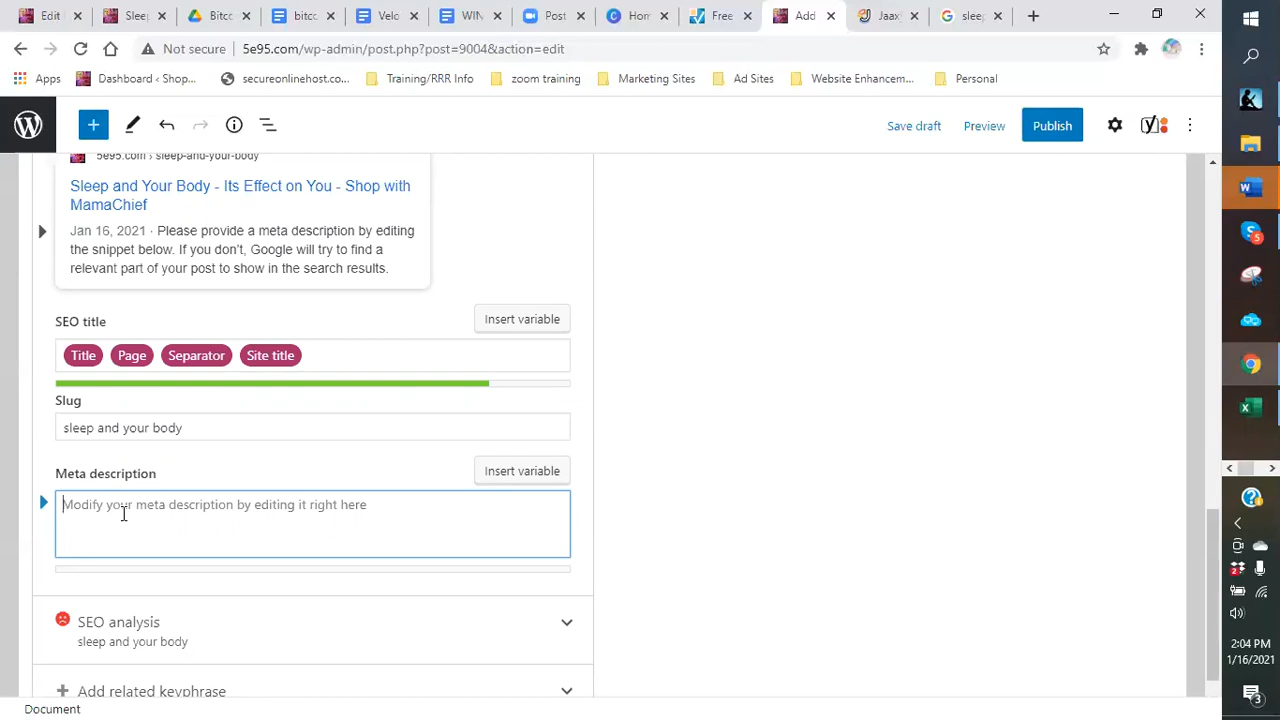 edit
Sleep
Bitcc
Bitco
Velo
WIN
Post
Hom
Free
Add
Jaax
sleep
Not secure
5e95.com/wp-admin/post.php?post=9004&action=edit
Apps
Dashboard ‹ Shop...
secureonlinehost.co...
Training/RRR Info
zoom training
Marketing Sites
Ad Sites
Website Enhancem...
Personal
Save draft
Preview
Publish
5e95.com › sleep-and-your-body
Sleep and Your Body - Its Effect on You - Shop with
MamaChief
Jan 16, 2021 · Please provide a meta description by editing
the snippet below. If you don't, Google will try to find a
relevant part of your post to show in the search results.
SEO title
Insert variable
Title
Page
Separator
Site title
Slug
sleep and your body
Meta description
Insert variable
Modify your meta description by editing it right here
SEO analysis
sleep and your body
Add related keyphrase
Document
2:04 PM
1/16/2021
3